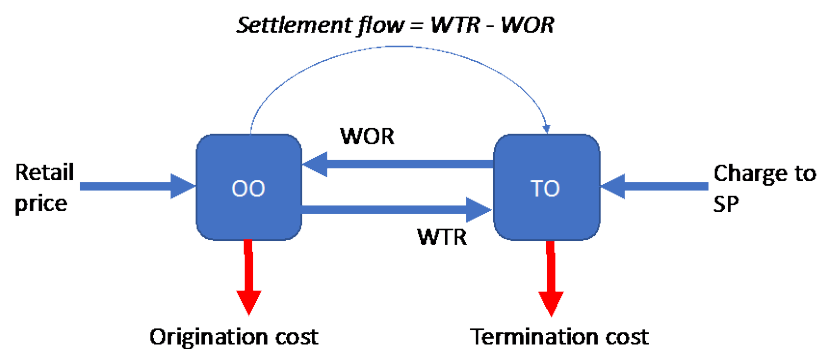 Settlement flow = WTR - WOR
WOR
Retail
price
OO
TO
Charge to
SP
WTR
Origination cost
Termination cost